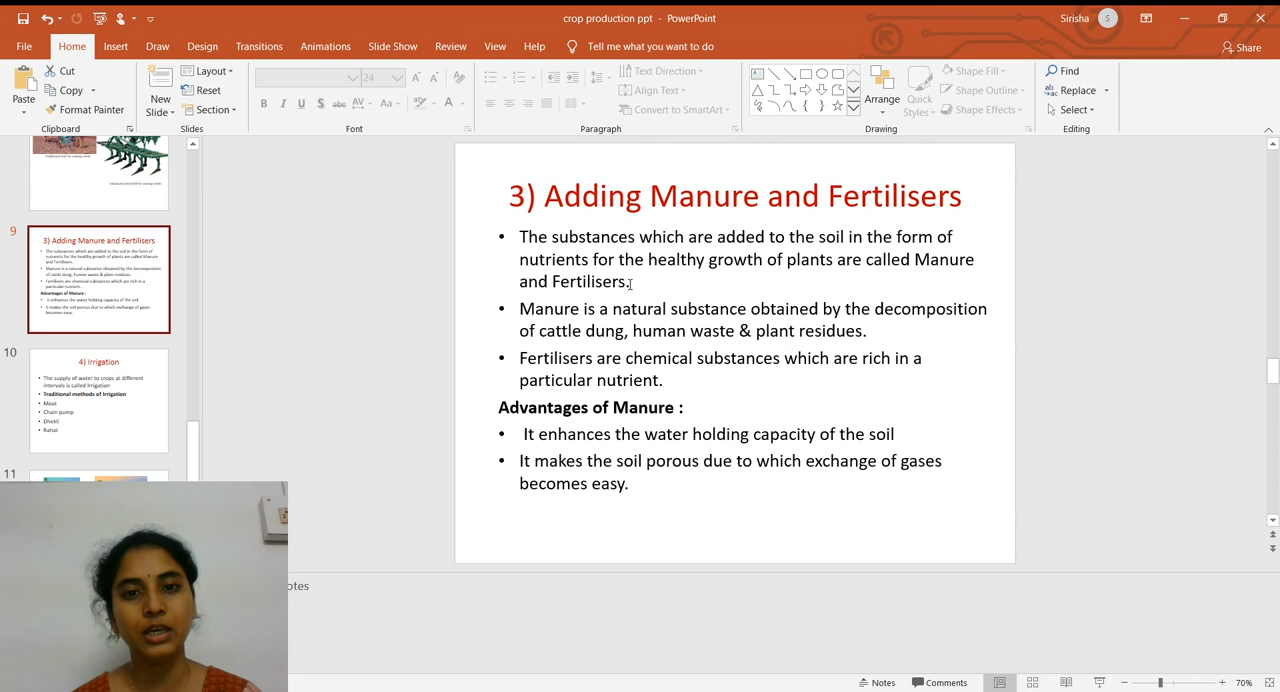 crop production ppt - PowerPoint
Sirisha S
File Home Insert Draw Design Transitions Animations Slide Show Review View Help Tell me what you want to do
Share
Paste
Cut
Copy
Format Painter
Clipboard
New Slide
Layout
Reset
Section
Slides
24
Font
Text Direction
Align Text
Convert to SmartArt
Paragraph
Arrange
Quick Styles
Shape Fill
Shape Outline
Shape Effects
Drawing
Find
Replace
Select
Editing
9
3) Adding Manure and Fertilisers
• The substances which are added to the soil in the form of
nutrients for the healthy growth of plants are called Manure
and Fertilisers.
• Manure is a natural substance obtained by the decomposition
of cattle dung, human waste & plant residues.
• Fertilisers are chemical substances which are rich in a
particular nutrient.
Advantages of Manure :
• It enhances the water holding capacity of the soil
• It makes the soil porous due to which exchange of gases
becomes easy.
10
4) Irrigation
• The supply of water to crops at different
intervals is called Irrigation
• Traditional methods of Irrigation
• Moat
• Chain pump
• Dhekli
• Rahat
11
3) Adding Manure and Fertilisers
• The substances which are added to the soil in the form of
nutrients for the healthy growth of plants are called Manure
and Fertilisers.
• Manure is a natural substance obtained by the decomposition
of cattle dung, human waste & plant residues.
• Fertilisers are chemical substances which are rich in a
particular nutrient.
Advantages of Manure :
• It enhances the water holding capacity of the soil
• It makes the soil porous due to which exchange of gases
becomes easy.
otes
Notes Comments 70%